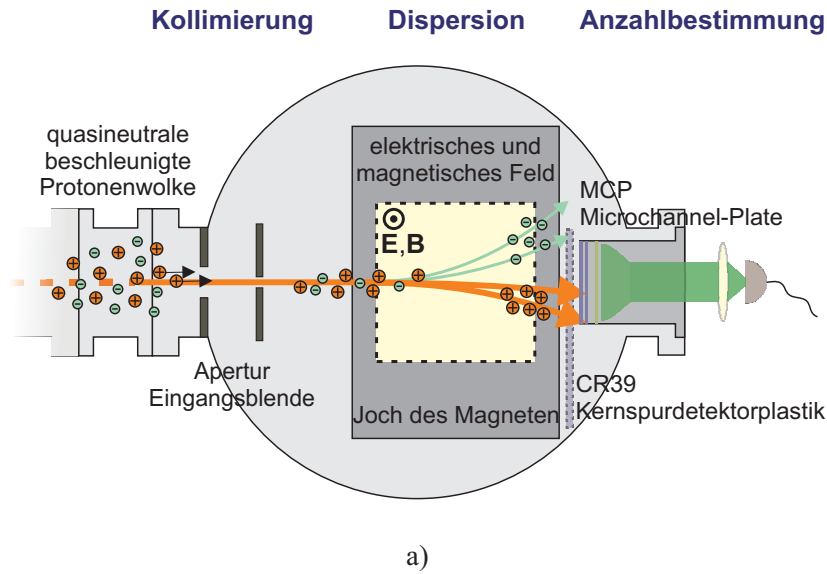 Kollimierung Dispersion Anzahlbestimmung
quasineutrale
beschleunigte
Protonenwolke
elektrisches und
magnetisches Feld
E,B
MCP
Microchannel-Plate
Apertur
Eingangsblende
Joch des Magneten
CR39
Kernspurdetektorplastik
a)